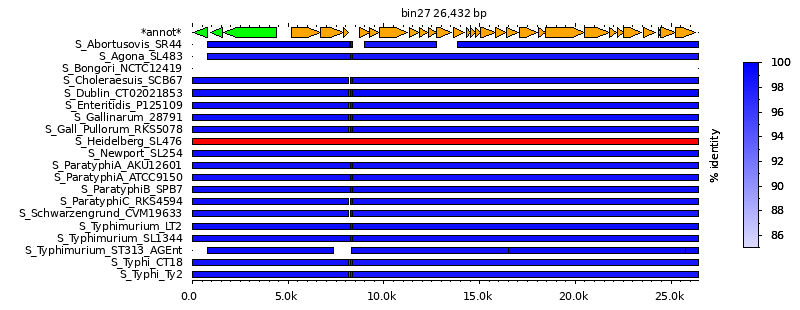 bin27 26,432 bp
*annot*
S_Abortusovis_SR44
S_Agona_SL483
S_Bongori_NCTC12419
S_Choleraesuis_SCB67
S_Dublin_CT02021853
S_Enteritidis_P125109
S_Gallinarum_28791
S_Gall_Pullorum_RKS5078
S_Heidelberg_SL476
S_Newport_SL254
S_ParatyphiA_AKU12601
S_ParatyphiA_ATCC9150
S_ParatyphiB_SPB7
S_ParatyphiC_RKS4594
S_Schwarzengrund_CVM19633
S_Typhimurium_LT2
S_Typhimurium_SL1344
S_Typhimurium_ST313_AGEnt
S_Typhi_CT18
S_Typhi_Ty2
0.0 5.0k 10.0k 15.0k 20.0k 25.0k
% identity
100
98
96
94
92
90
88
86